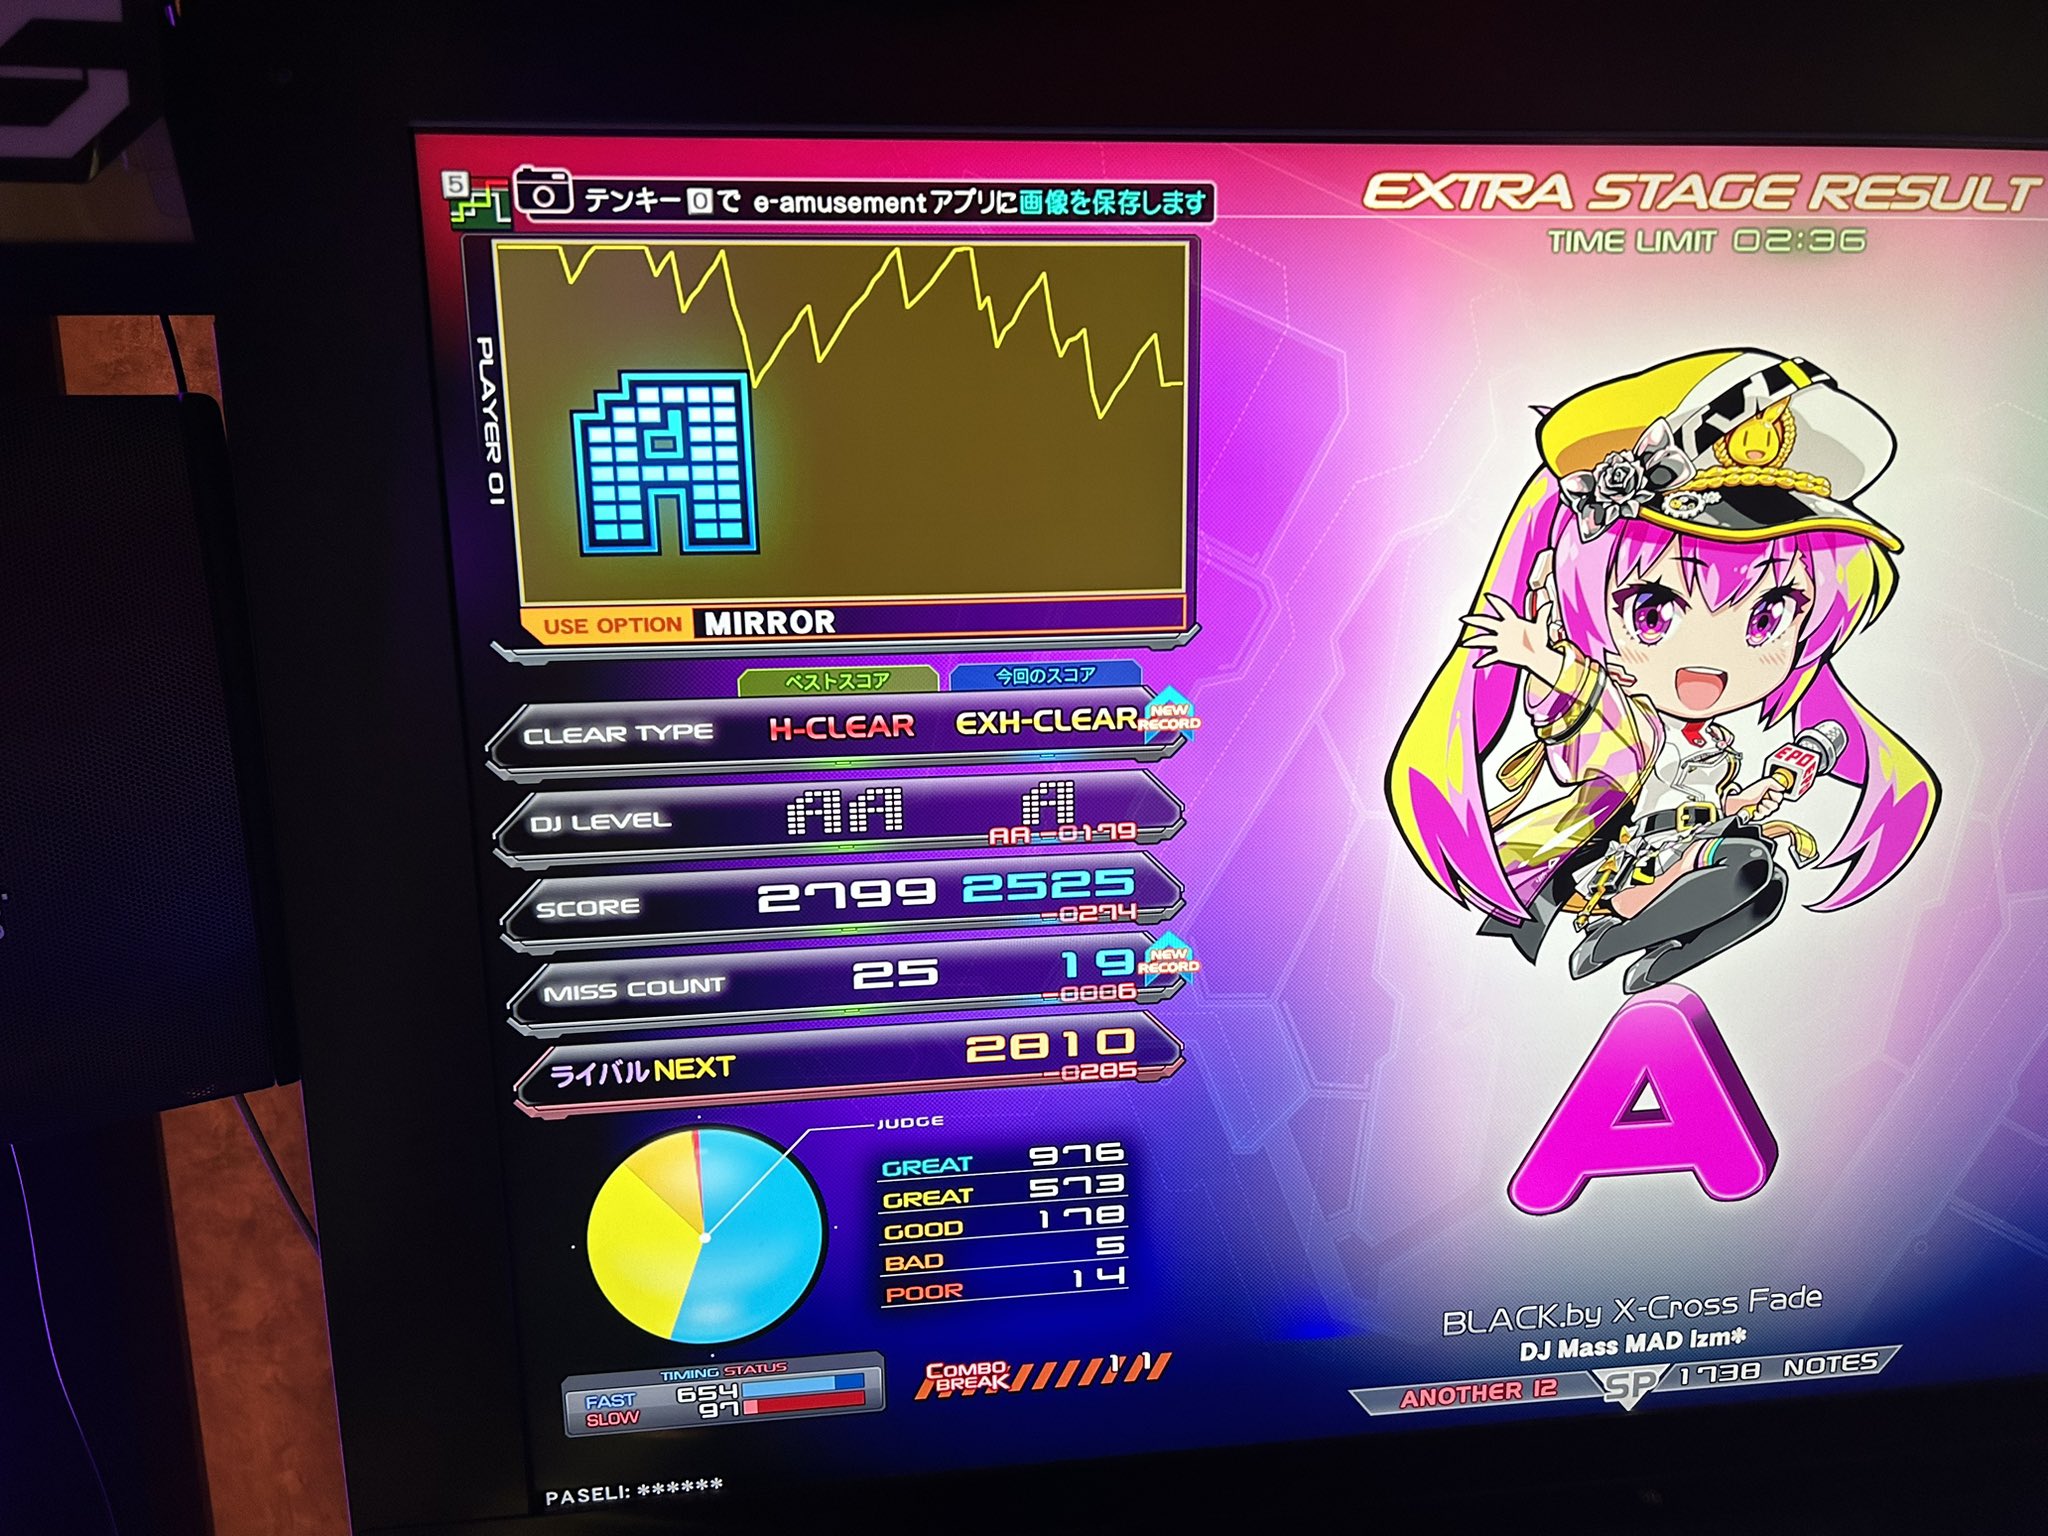 5
テンキー0で e-amusementアプリに画像を保存します
EXTRA STAGE RESULT
TIME LIMIT 02:36
PLAYER 01
A
USE OPTION MIRROR
ベストスコア 今回のスコア
CLEAR TYPE H-CLEAR EXH-CLEAR NEW RECORD
DJ LEVEL AA A
AA -0179
SCORE 2799 2525
-0274
MISS COUNT 25 19 NEW RECORD
-0006
ライバルNEXT 2810
-0285
JUDGE
GREAT 976
GREAT 573
GOOD 178
BAD 5
POOR 14
TIMING STATUS
FAST 654
SLOW 97
COMBO BREAK 11
PASELI: ******
EPO
A
BLACK.by X-Cross Fade
DJ Mass MAD Izm*
ANOTHER 12 SP 1738 NOTES